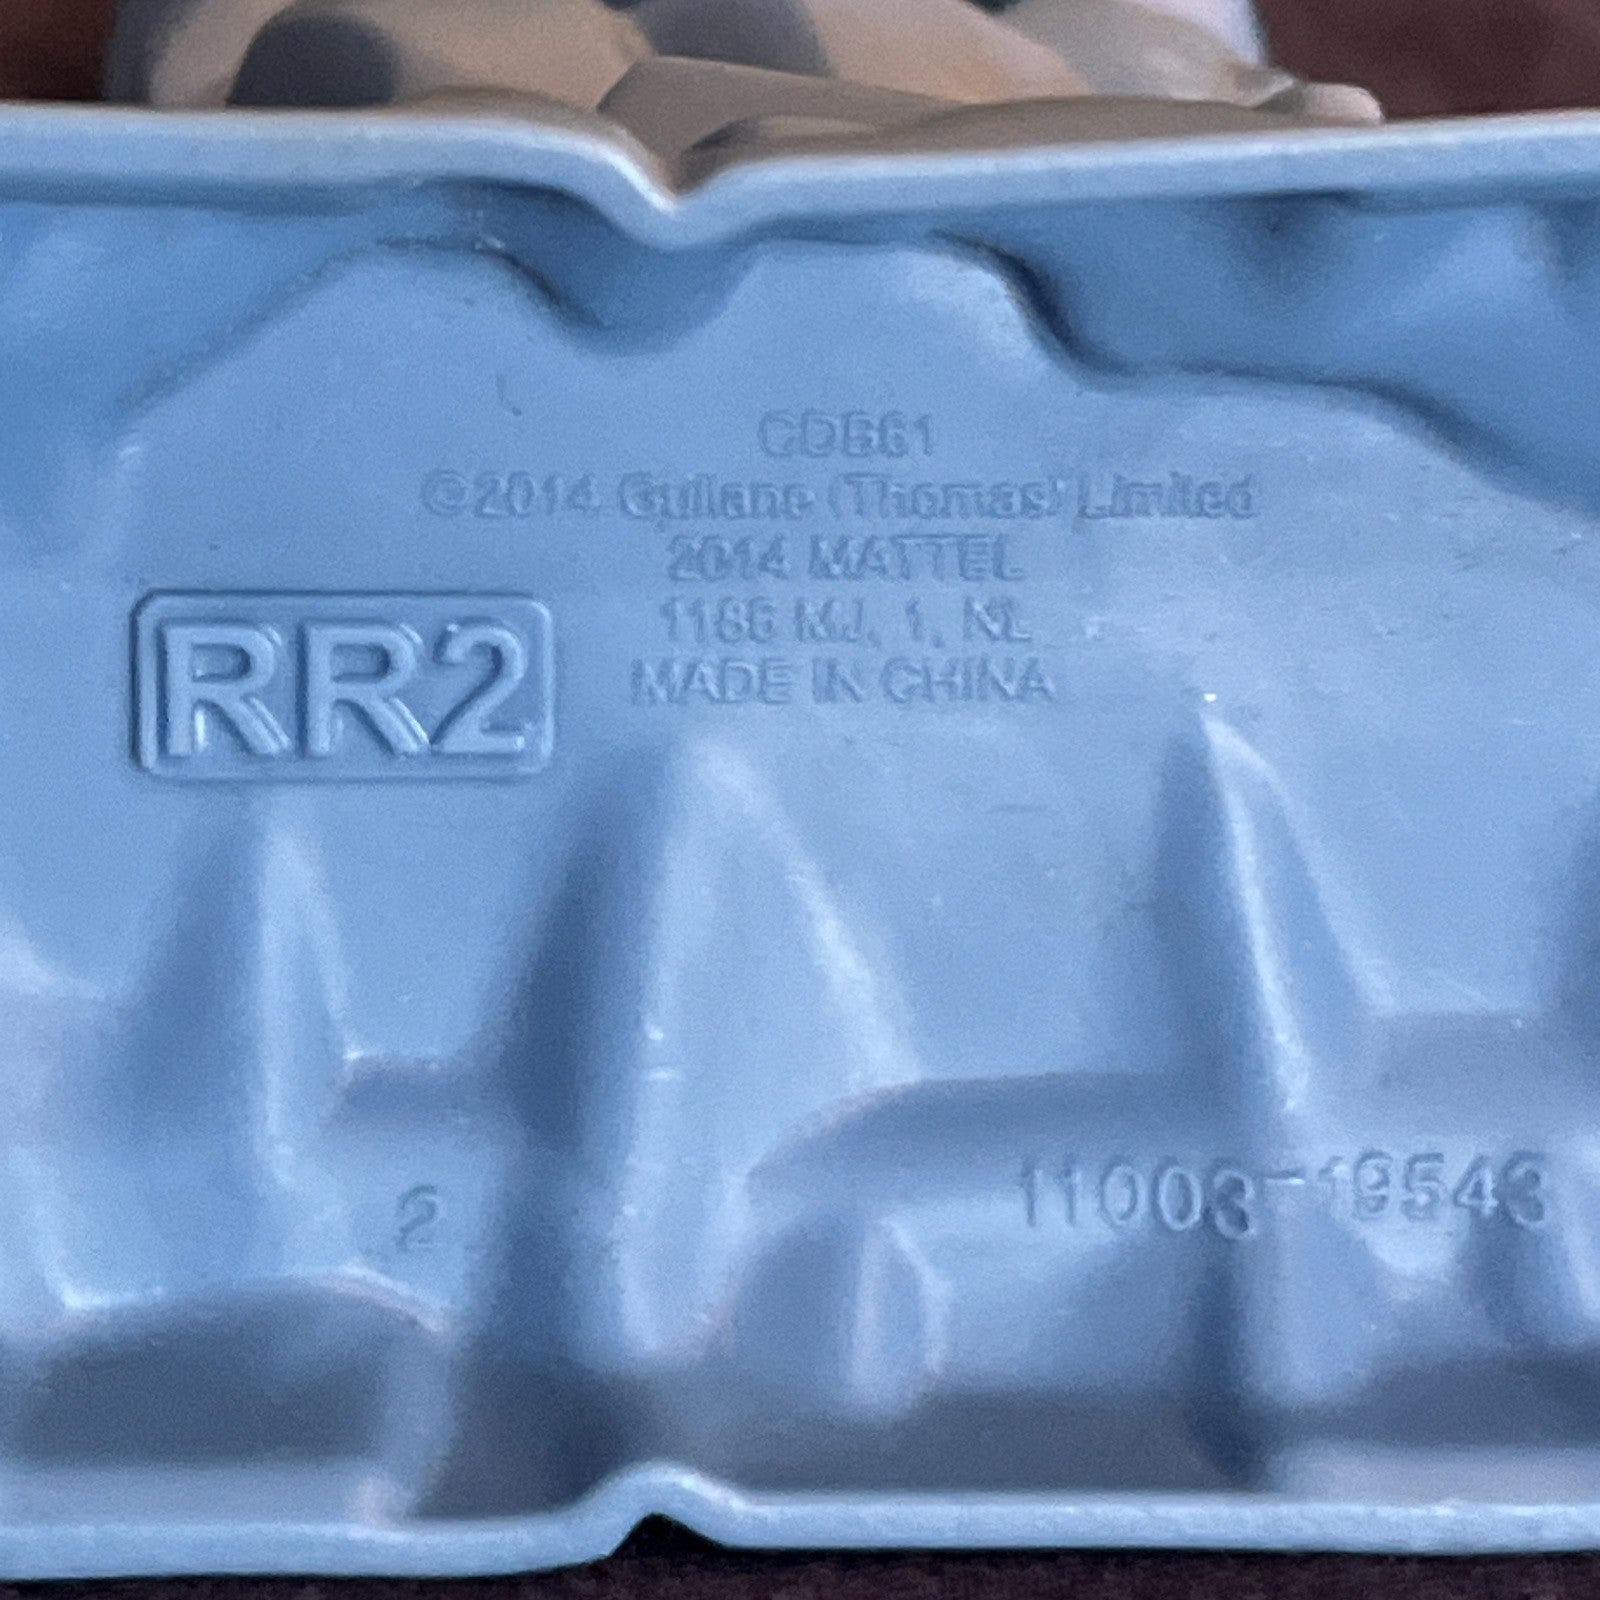 CDB61
©2014 Gullane (Thomas) Limited
2014 MATTEL
1186 MJ, 1, NL
MADE IN CHINA
RR2
2
11003-19543